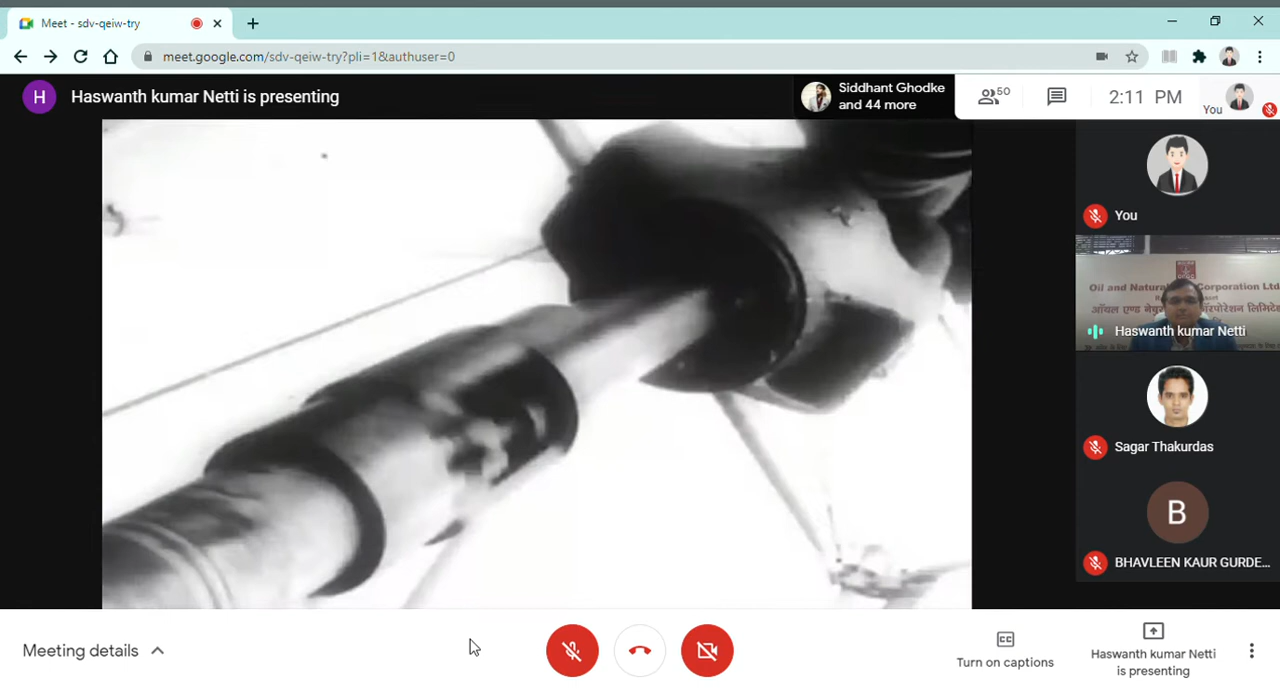 Meet - sdv-qeiw-try
meet.google.com/sdv-qeiw-try?pli=1&authuser=0
H
Haswanth kumar Netti is presenting
Siddhant Ghodke
and 44 more
50
2:11 PM
You
You
Oil and Natural Corporation Ltd
ऑयल एण्ड
Haswanth kumar Netti
Sagar Thakurdas
B
BHAVLEEN KAUR GURDE...
Meeting details
Turn on captions
Haswanth kumar Netti
is presenting